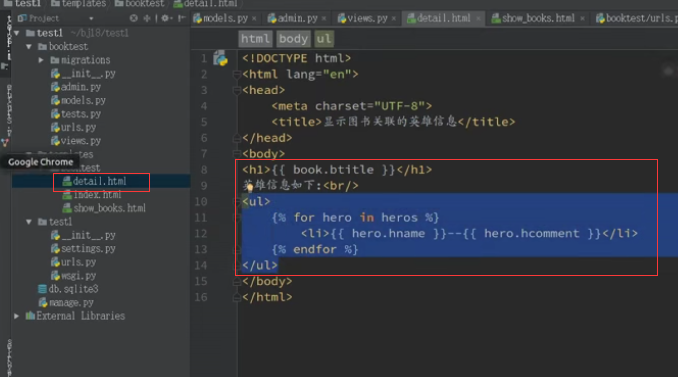 test1 templates booktest detail.html
Project
models.py admin.py views.py detail.html show_books.html booktest/urls.p
test1 ~/bj18/test1
booktest
migrations
__init__.py
admin.py
models.py
tests.py
urls.py
views.py
templates
Google Chrome
detail.html
index.html
show_books.html
test1
__init__.py
settings.py
urls.py
wsgi.py
db.sqlite3
manage.py
External Libraries
html body ul
1 <!DOCTYPE html>
2 <html lang="en">
3 <head>
4 <meta charset="UTF-8">
5 <title>显示图书关联的英雄信息</title>
6 </head>
7 <body>
8 <h1>{{ book.btitle }}</h1>
9 英雄信息如下:<br/>
10 <ul>
11 {% for hero in heros %}
12 <li>{{ hero.hname }}--{{ hero.hcomment }}</li>
13 {% endfor %}
14 </ul>
15 </body>
16 </html>